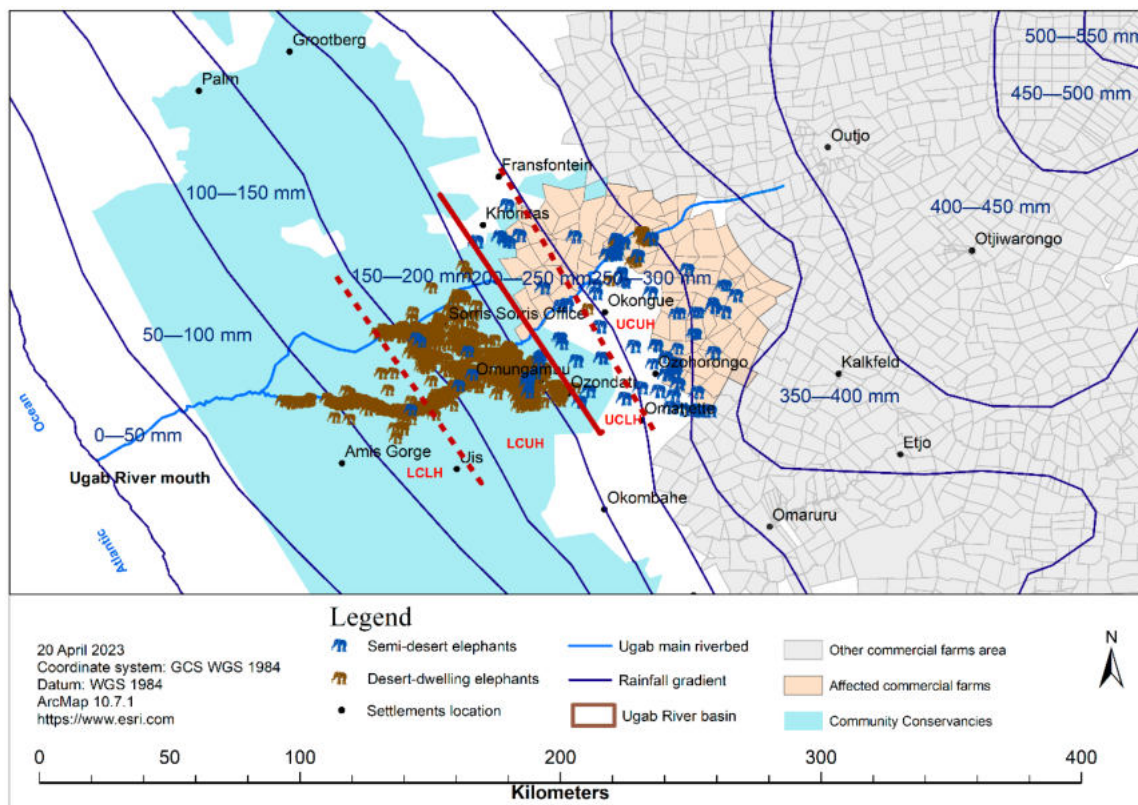 Grootberg
500—550 mm
Palm
450—500 mm
Outjo
Fransfontein
100—150 mm
400—450 mm
Khorixas
Otjiwarongo
150—200 mm
200—250 mm
250—300 mm
Sorris Sorris Office
Okongue
50—100 mm
UCUH
Omungambu
Ozohorongo
Kalkfeld
Ozondati
350—400 mm
Omatjette
Ocean
0—50 mm
UCLH
LCUH
Etjo
Amis Gorge
Uis
LCLH
Ugab River mouth
Okombahe
Omaruru
Atlantic
Legend
20 April 2023
Coordinate system: GCS WGS 1984
Datum: WGS 1984
ArcMap 10.7.1
https://www.esri.com
Semi-desert elephants
Desert-dwelling elephants
Settlements location
Ugab main riverbed
Rainfall gradient
Ugab River basin
Other commercial farms area
Affected commercial farms
Community Conservancies
N
0 50 100 200 300 400
Kilometers